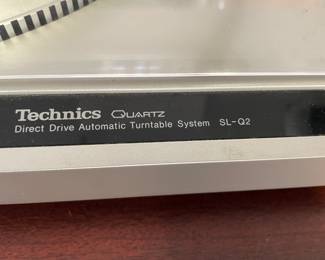 Technics QUARTZ
Direct Drive Automatic Turntable System SL-Q2